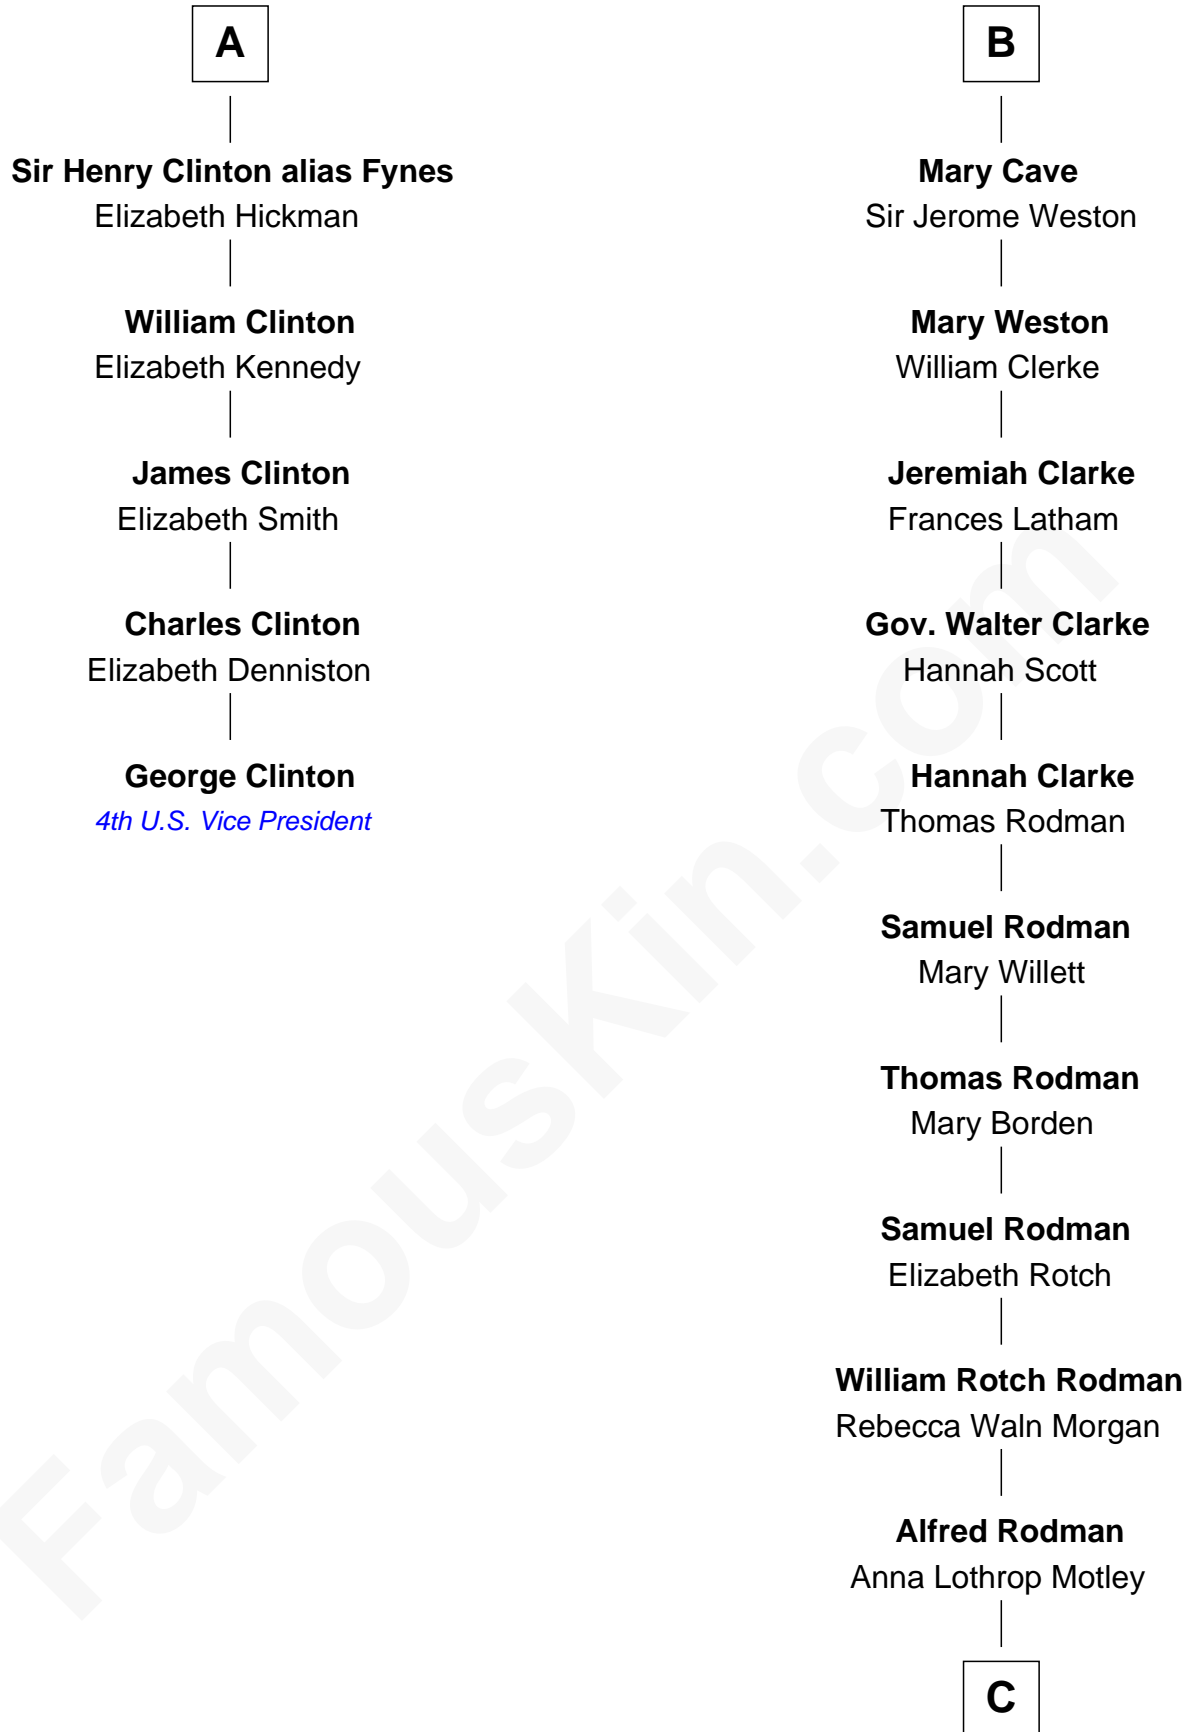 A
Sir Henry Clinton alias Fynes
Elizabeth Hickman
William Clinton
Elizabeth Kennedy
James Clinton
Elizabeth Smith
Charles Clinton
Elizabeth Denniston
George Clinton
4th U.S. Vice President
B
Mary Cave
Sir Jerome Weston
Mary Weston
William Clerke
Jeremiah Clarke
Frances Latham
Gov. Walter Clarke
Hannah Scott
Hannah Clarke
Thomas Rodman
Samuel Rodman
Mary Willett
Thomas Rodman
Mary Borden
Samuel Rodman
Elizabeth Rotch
William Rotch Rodman
Rebecca Waln Morgan
Alfred Rodman
Anna Lothrop Motley
C
FamousKin.com